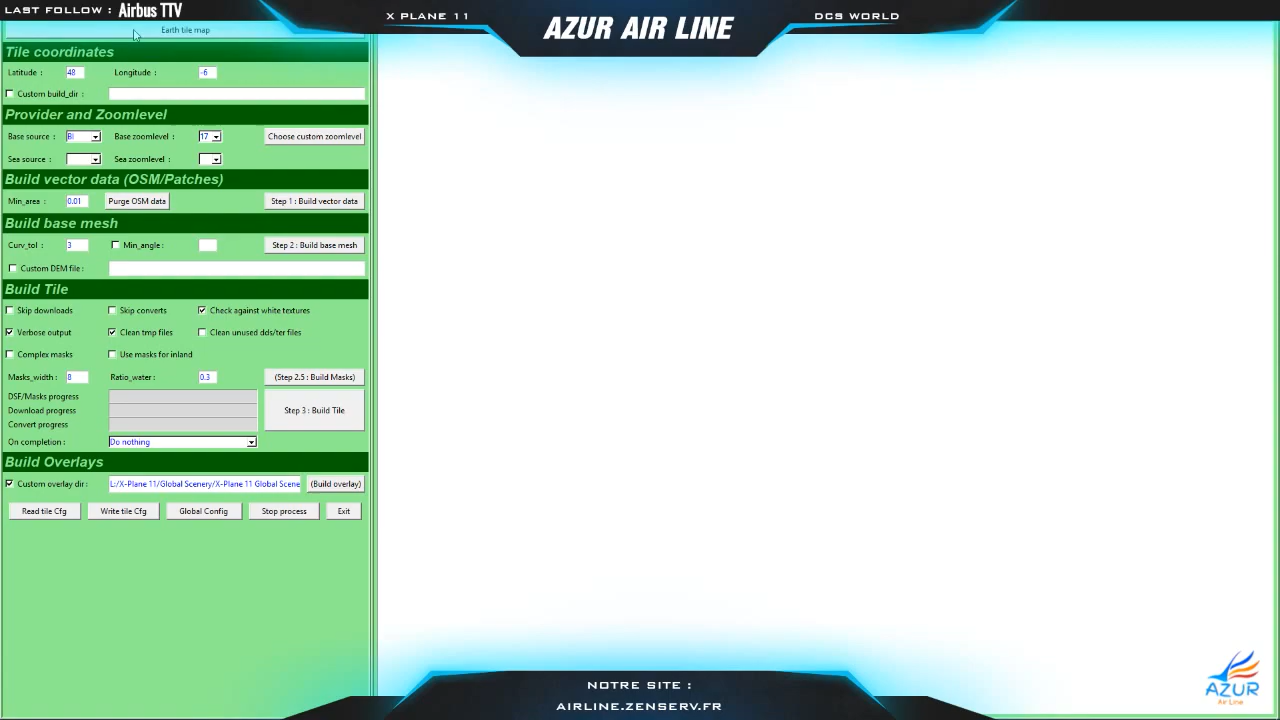 LAST FOLLOW : Airbus TTV
X PLANE 11
AZUR AIR LINE
DCS WORLD
Earth tile map
Tile coordinates
Latitude : 48 Longitude : -6
Custom build_dir :
Provider and Zoomlevel
Base source : BI Base zoomlevel : 17 Choose custom zoomlevel
Sea source : Sea zoomlevel :
Build vector data (OSM/Patches)
Min_area : 0.01 Purge OSM data Step 1 : Build vector data
Build base mesh
Curv_tol : 3 Min_angle : Step 2 : Build base mesh
Custom DEM file :
Build Tile
Skip downloads Skip converts Check against white textures
Verbose output Clean tmp files Clean unused dds/ter files
Complex masks Use masks for inland
Masks_width : 8 Ratio_water : 0.3 (Step 2.5 : Build Masks)
DSF/Masks progress
Download progress Step 3 : Build Tile
Convert progress
On completion : Do nothing
Build Overlays
Custom overlay dir : L:/X-Plane 11/Global Scenery/X-Plane 11 Global Scene (Build overlay)
Read tile Cfg Write tile Cfg Global Config Stop process Exit
NOTRE SITE :
AIRLINE.ZENSERV.FR
AZUR
Air Line